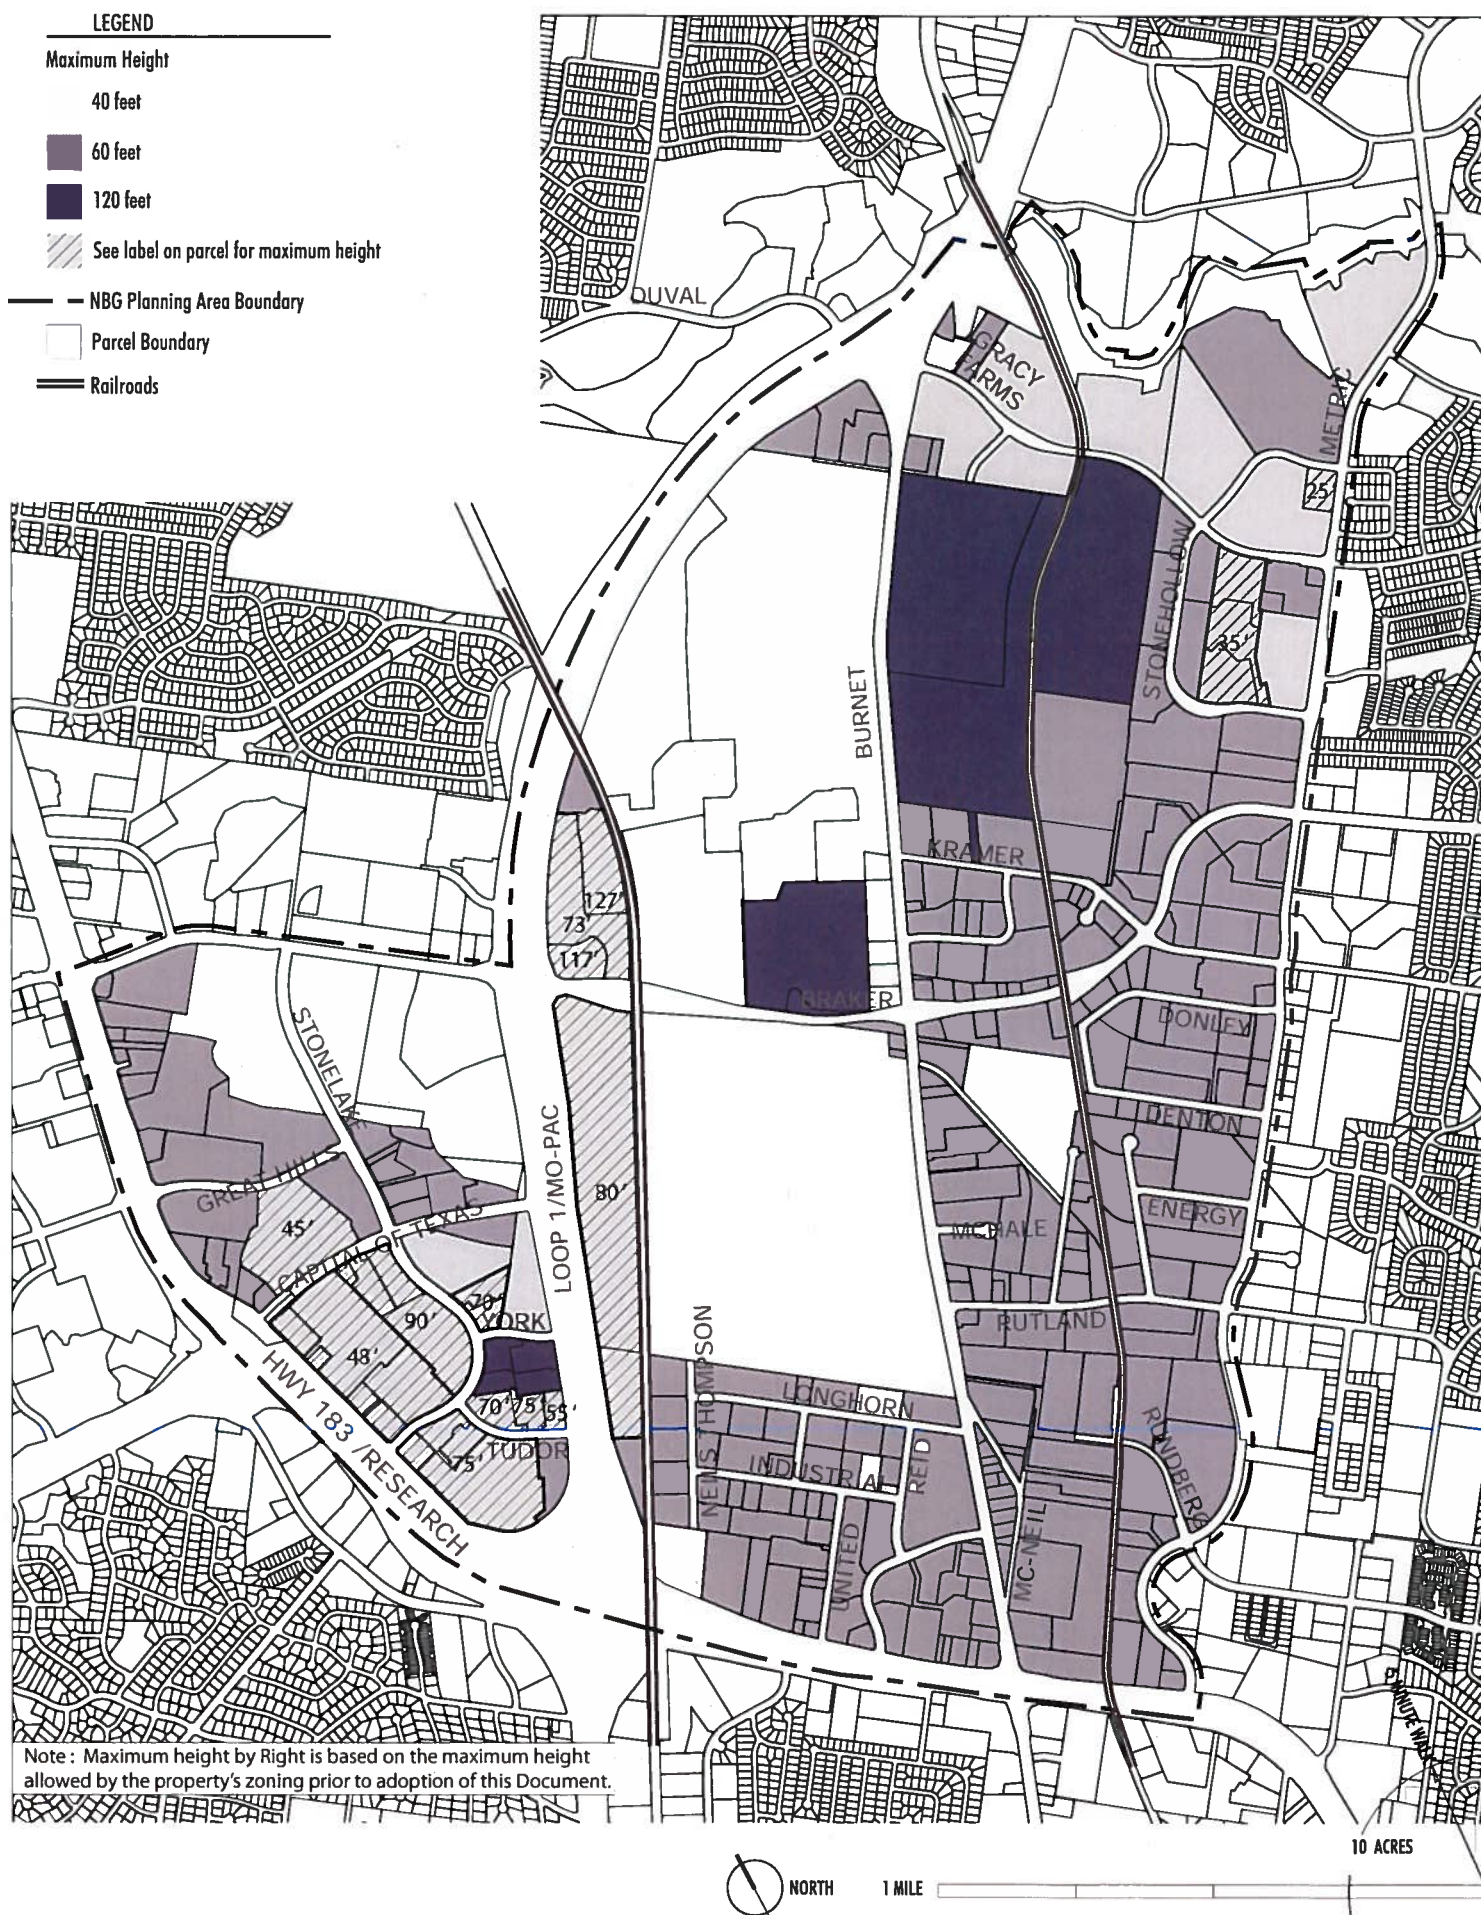 LEGEND
Maximum Height
40 feet
60 feet
120 feet
See label on parcel for maximum height
NBG Planning Area Boundary
Parcel Boundary
Railroads
DUVAL
GRACY
FARMS
METRIC
25'
STONEHOLLOW
35'
BURNET
KRAMER
127'
73'
117'
BRAKER
DONLEY
STONELAKE
DENTON
LOOP 1/MO-PAC
GREAT HILLS
80'
45'
CAPITAL OF TEXAS
ENERGY
MCHALE
70'
YORK
90'
RUTLAND
48'
HWY 183 /RESEARCH
NEILS THOMPSON
LONGHORN
70'
75'
55'
TUDOR
75'
INDUSTRIAL
REID
RUNDBERG
UNITED
MC-NEIL
5 MINUTE WALK
Note : Maximum height by Right is based on the maximum height
allowed by the property's zoning prior to adoption of this Document.
10 ACRES
NORTH
1 MILE